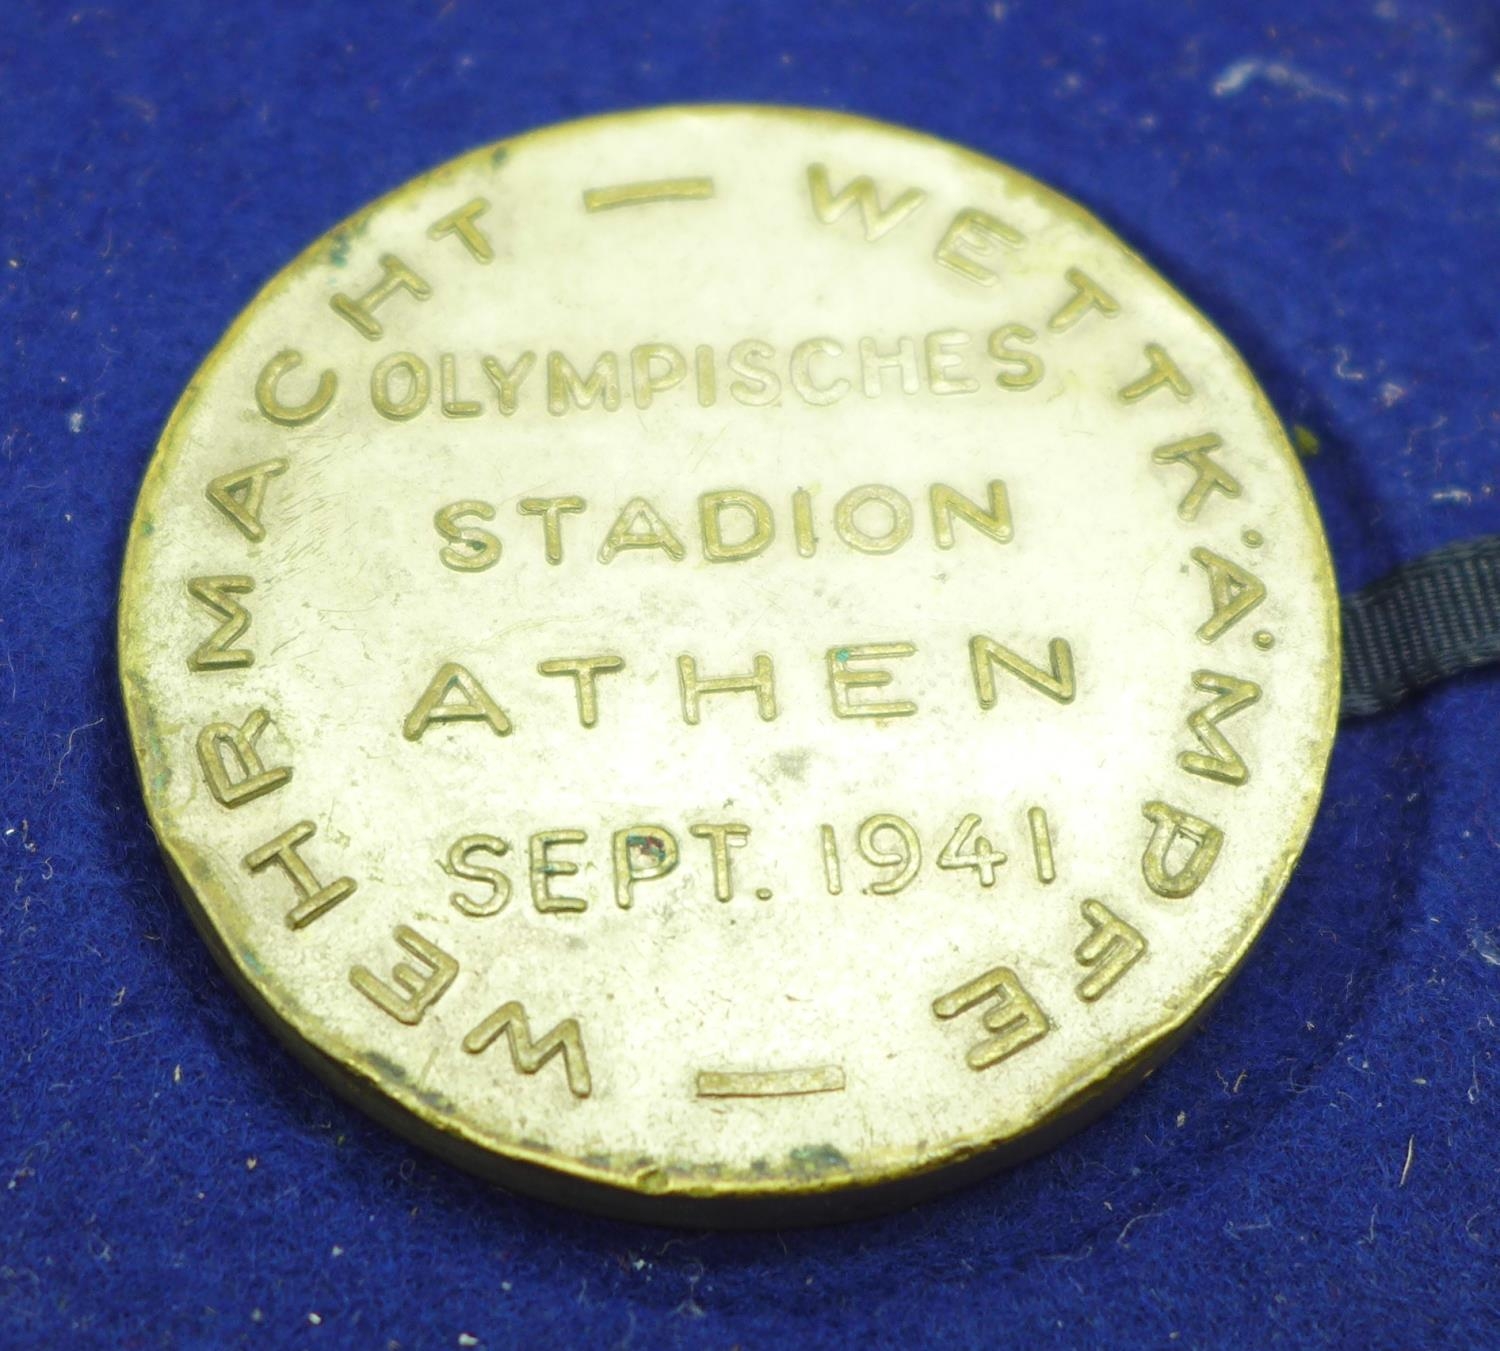 WEHRMACHT — WETTKÄMPFE —
OLYMPISCHES
STADION
ATHEN
SEPT. 1941